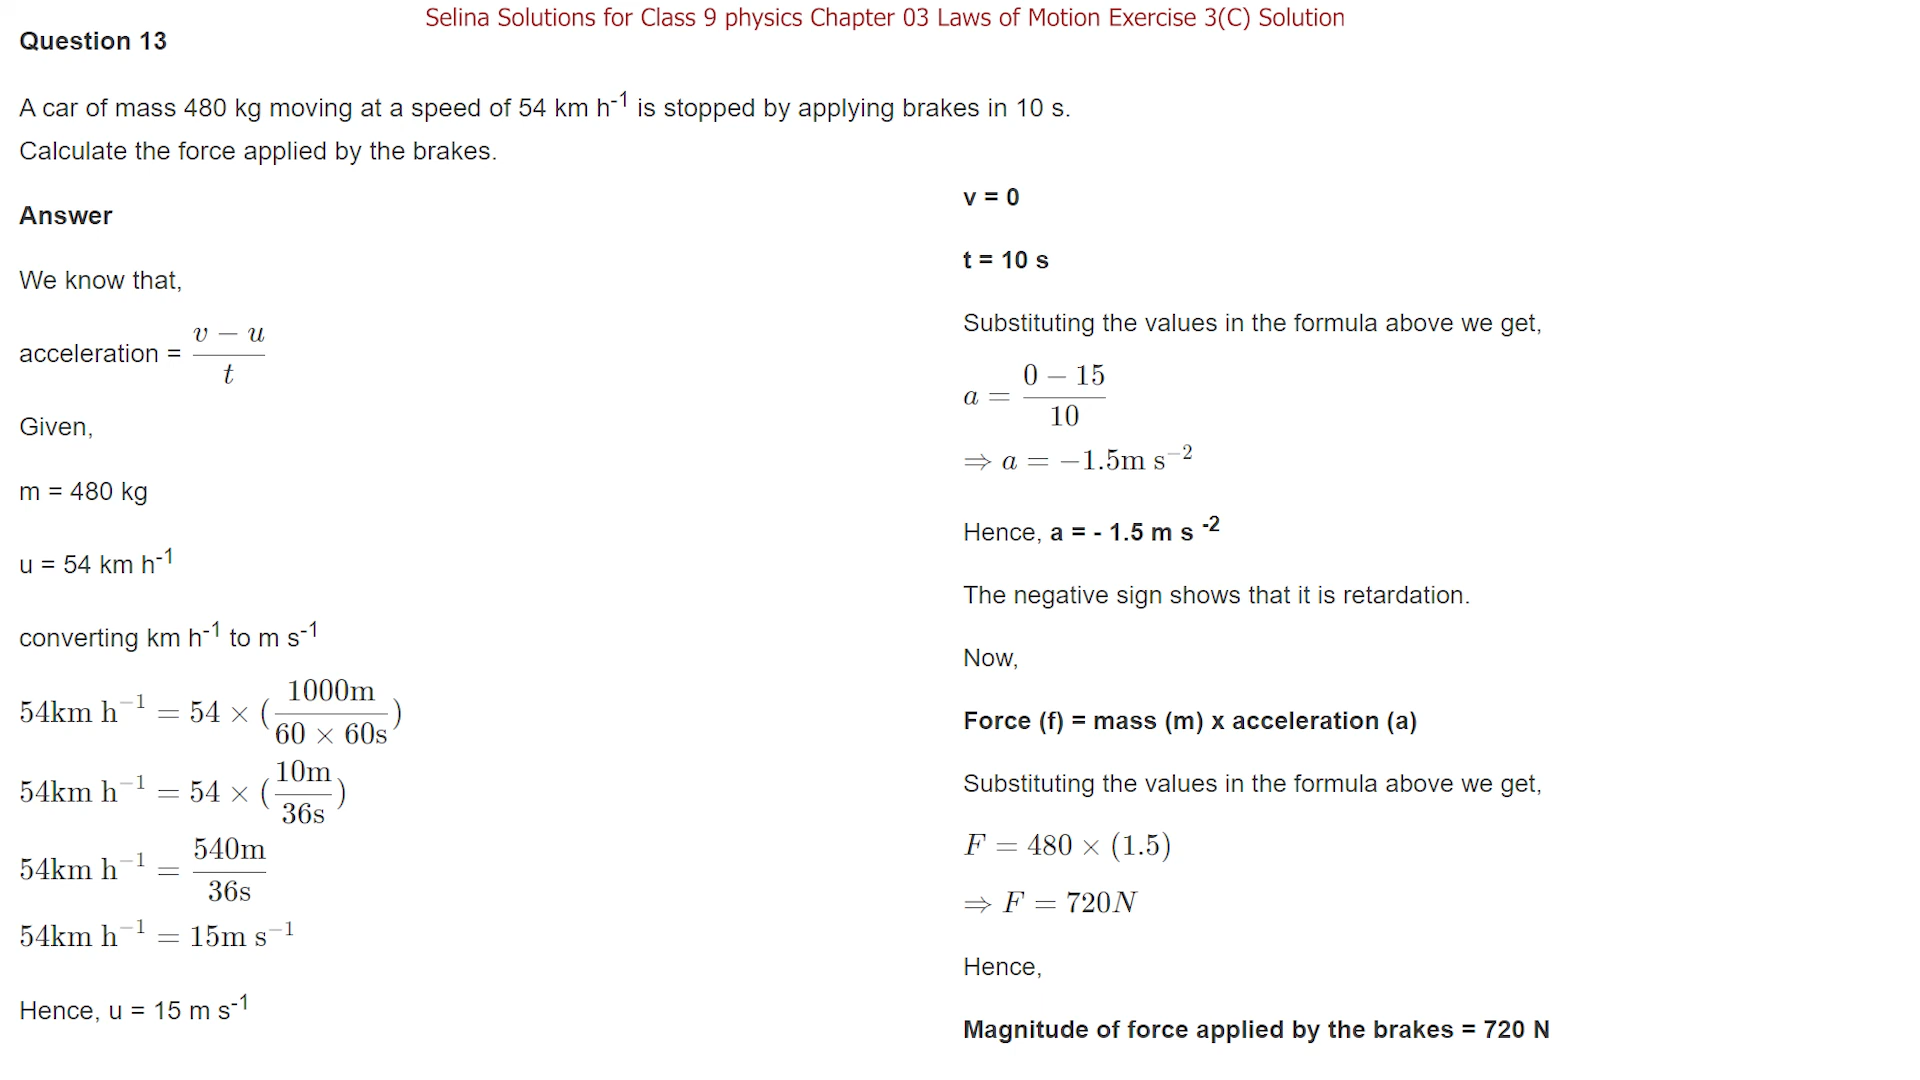 Selina Solutions for Class 9 physics Chapter 03 Laws of Motion Exercise 3(C) Solution
Question 13
A car of mass 480 kg moving at a speed of 54 km h⁻¹ is stopped by applying brakes in 10 s.
Calculate the force applied by the brakes.
Answer
We know that,
acceleration = (v − u)/t
Given,
m = 480 kg
u = 54 km h⁻¹
converting km h⁻¹ to m s⁻¹
54km h⁻¹ = 54 × (1000m/60 × 60s)
54km h⁻¹ = 54 × (10m/36s)
54km h⁻¹ = 540m/36s
54km h⁻¹ = 15m s⁻¹
Hence, u = 15 m s⁻¹
v = 0
t = 10 s
Substituting the values in the formula above we get,
a = (0 − 15)/10
⇒ a = −1.5m s⁻²
Hence, a = - 1.5 m s ⁻²
The negative sign shows that it is retardation.
Now,
Force (f) = mass (m) x acceleration (a)
Substituting the values in the formula above we get,
F = 480 × (1.5)
⇒ F = 720N
Hence,
Magnitude of force applied by the brakes = 720 N